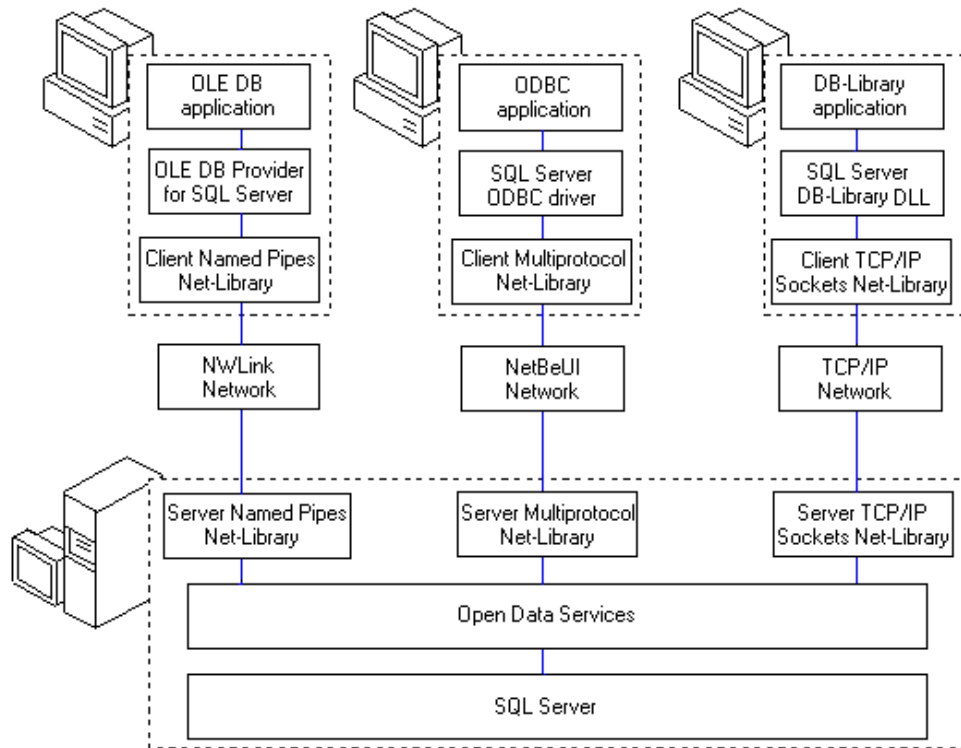 OLE DB
application
OLE DB Provider
for SQL Server
Client Named Pipes
Net-Library
NWLink
Network
ODBC
application
SQL Server
ODBC driver
Client Multiprotocol
Net-Library
NetBeUI
Network
DB-Library
application
SQL Server
DB-Library DLL
Client TCP/IP
Sockets Net-Library
TCP/IP
Network
Server Named Pipes
Net-Library
Server Multiprotocol
Net-Library
Server TCP/IP
Sockets Net-Library
Open Data Services
SQL Server